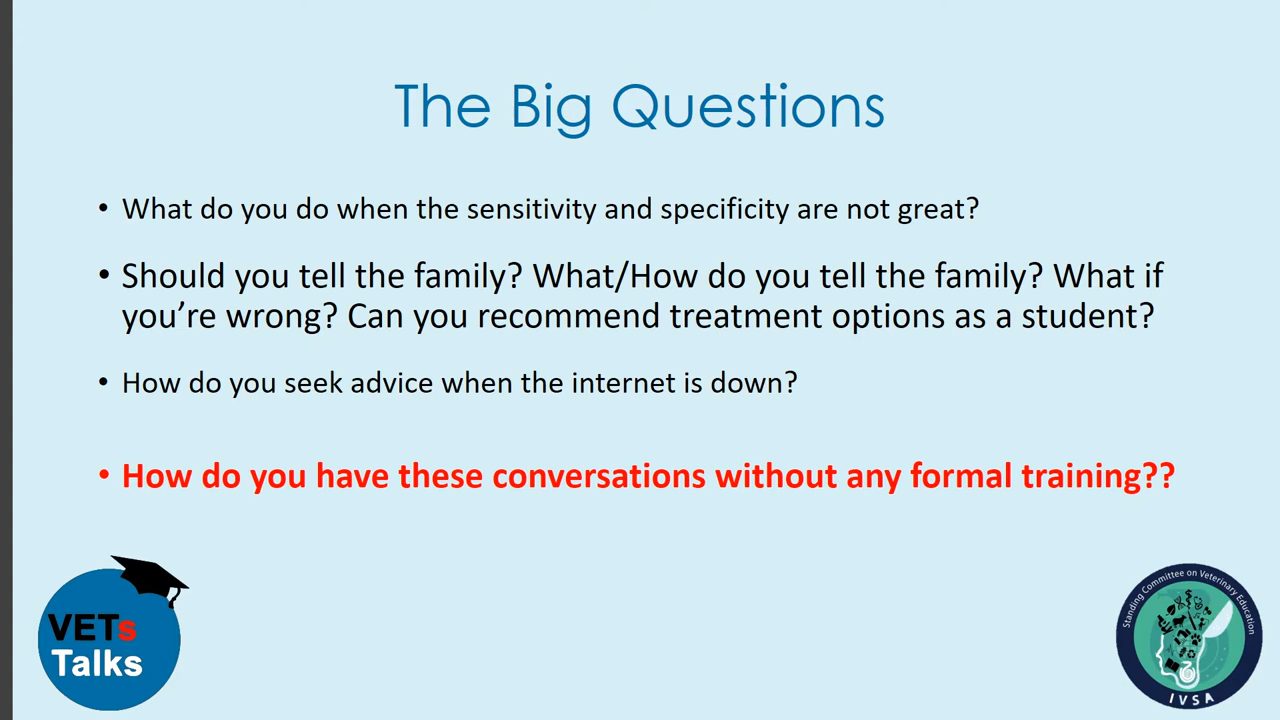 The Big Questions
• What do you do when the sensitivity and specificity are not great?
• Should you tell the family? What/How do you tell the family? What if
you’re wrong? Can you recommend treatment options as a student?
• How do you seek advice when the internet is down?
• How do you have these conversations without any formal training??
VETs
Talks
Standing Committee on Veterinary Education
IVSA